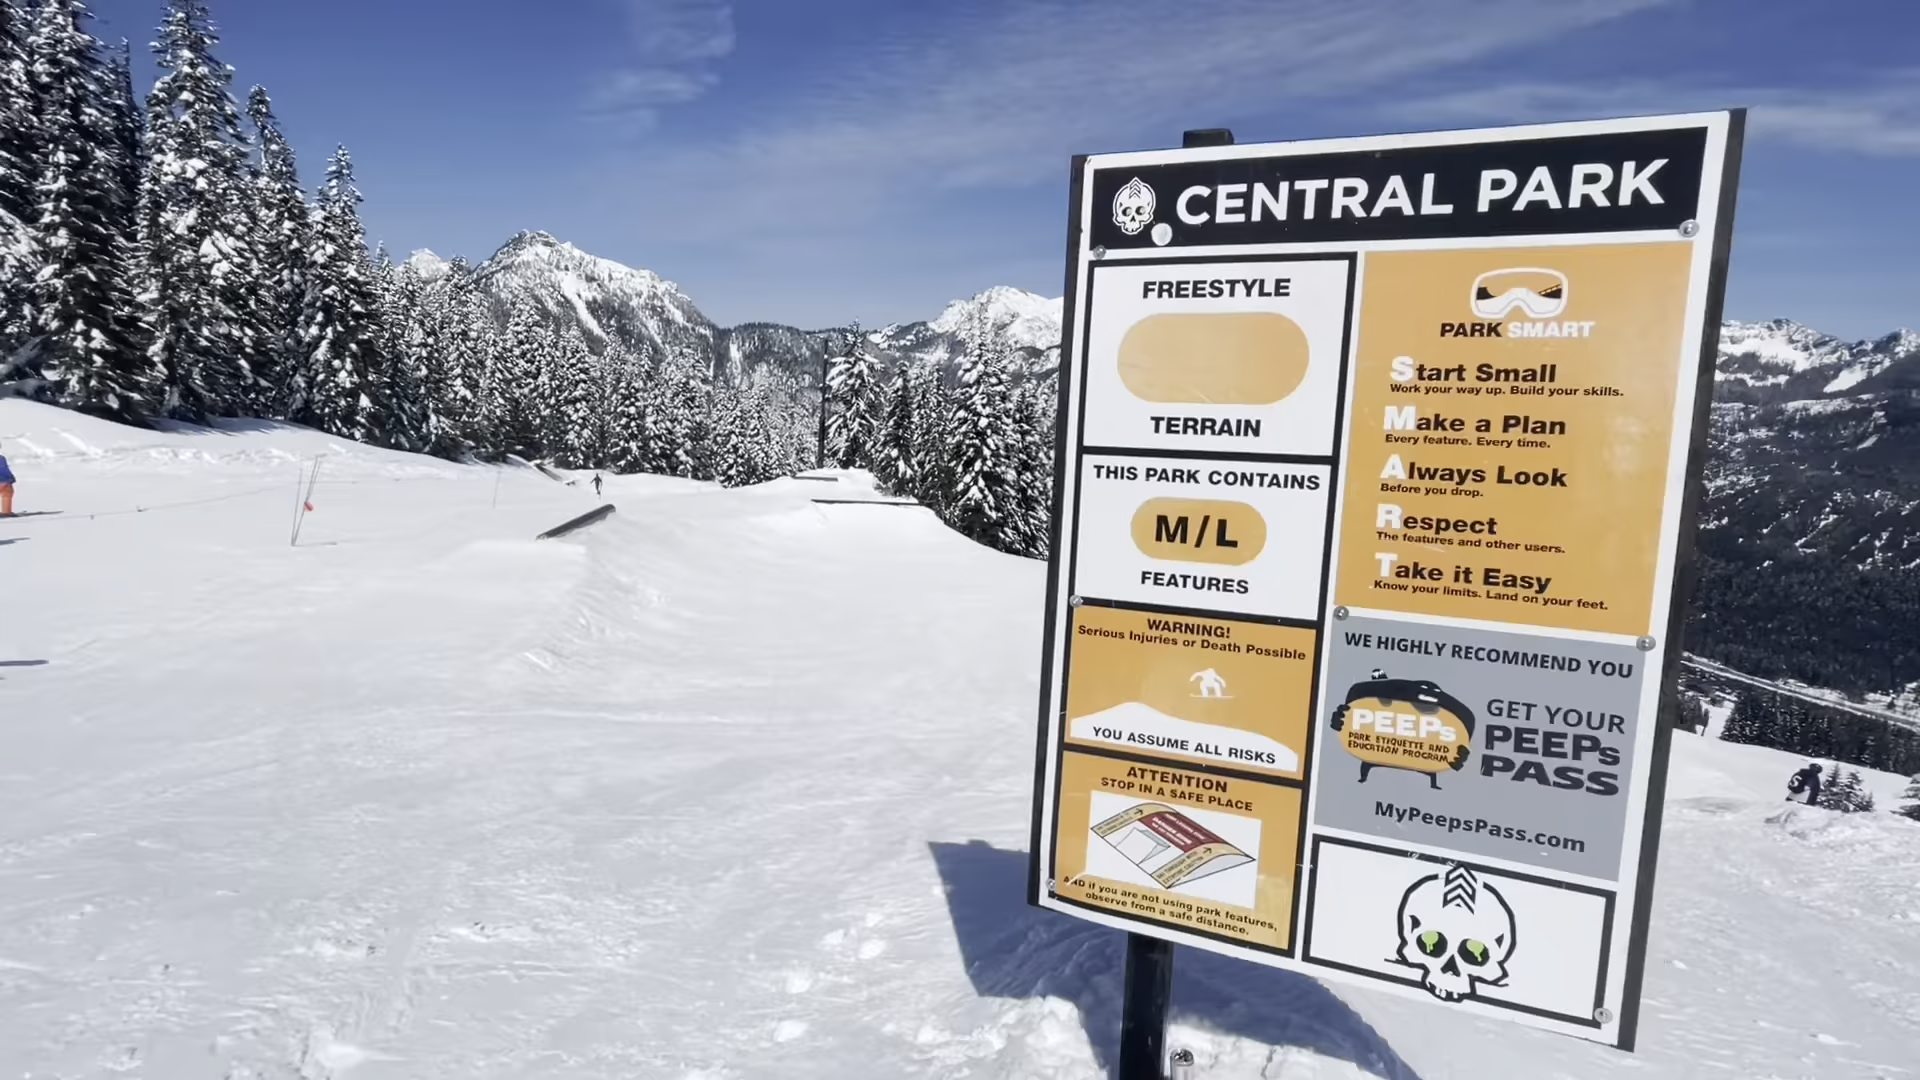 CENTRAL PARK
FREESTYLE
TERRAIN
THIS PARK CONTAINS
M/L
FEATURES
WARNING!
Serious Injuries or Death Possible
YOU ASSUME ALL RISKS
ATTENTION
STOP IN A SAFE PLACE
AND if you are not using park features,
observe from a safe distance.
PARK SMART
Start Small
Work your way up. Build your skills.
Make a Plan
Every feature. Every time.
Always Look
Before you drop.
Respect
The features and other users.
Take it Easy
Know your limits. Land on your feet.
WE HIGHLY RECOMMEND YOU
PEEPs
PARK ETIQUETTE AND
EDUCATION PROGRAM
GET YOUR
PEEPs
PASS
MyPeepsPass.com